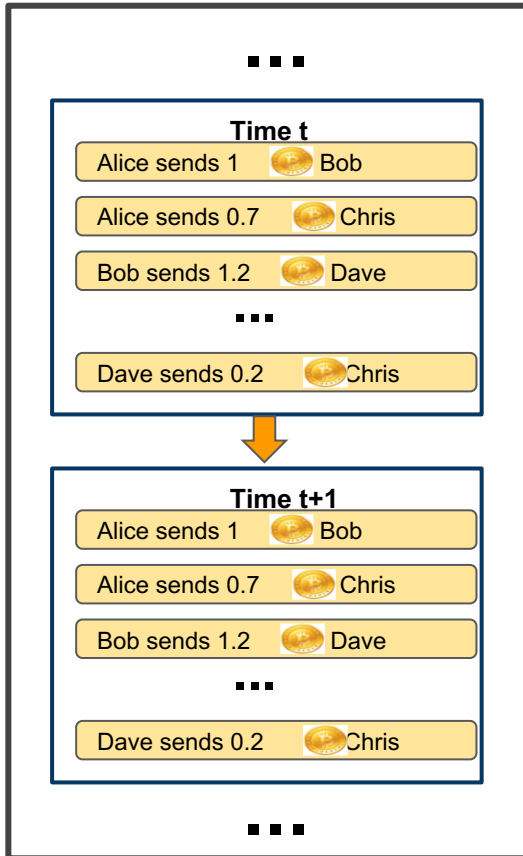 ...
Time t
Alice sends 1 Bob
Alice sends 0.7 Chris
Bob sends 1.2 Dave
...
Dave sends 0.2 Chris
Time t+1
Alice sends 1 Bob
Alice sends 0.7 Chris
Bob sends 1.2 Dave
...
Dave sends 0.2 Chris
...